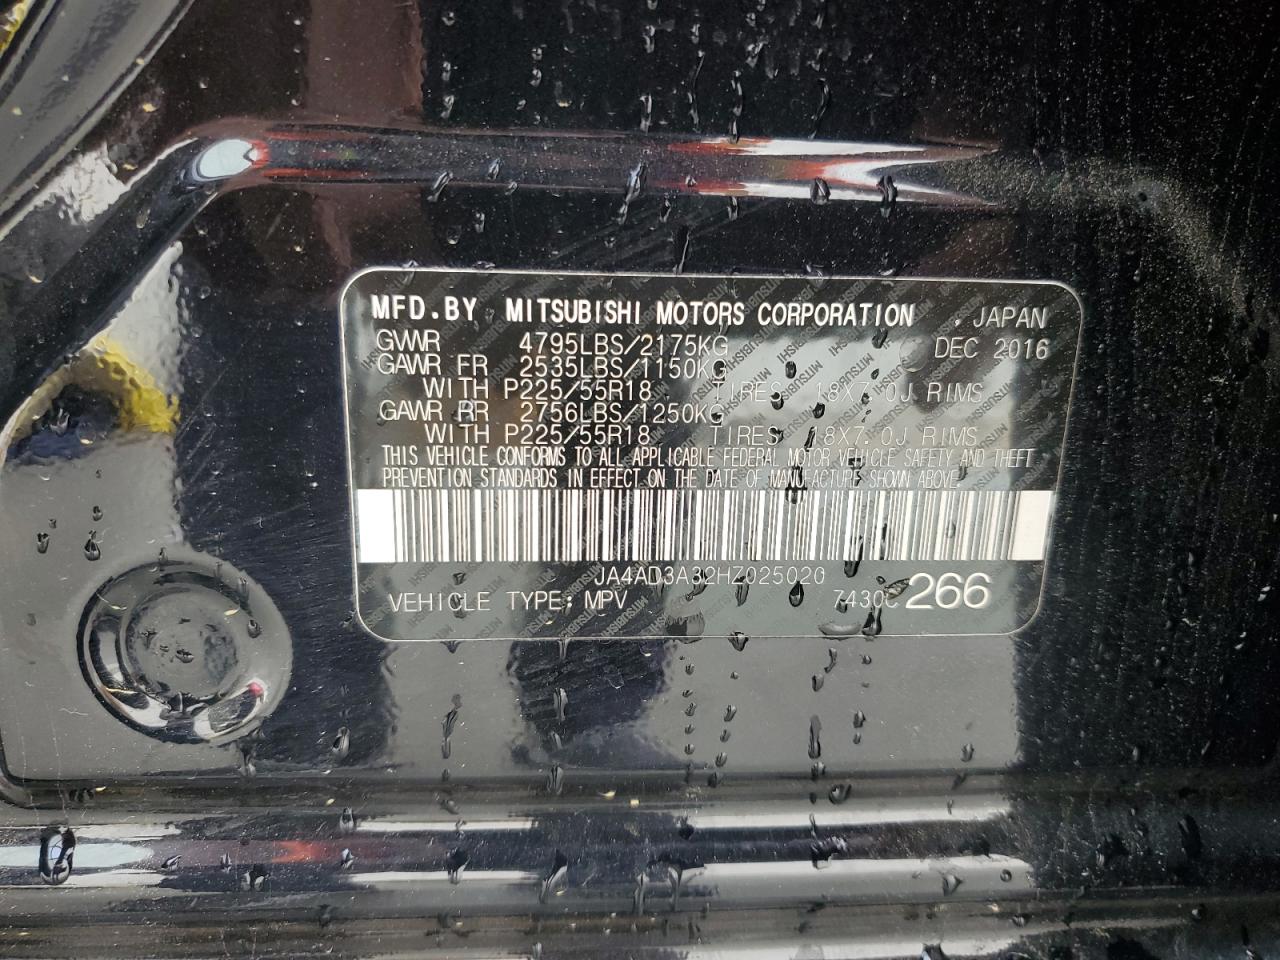 MFD.BY MITSUBISHI MOTORS CORPORATION , JAPAN
GVWR 4795LBS/2175KG DEC 2016
GAWR FR 2535LBS/1150KG
WITH P225/55R18 TIRES 18X7.0J RIMS
GAWR RR 2756LBS/1250KG
WITH P225/55R18 TIRES 18X7.0J RIMS
THIS VEHICLE CONFORMS TO ALL APPLICABLE FEDERAL MOTOR VEHICLE SAFETY AND THEFT
PREVENTION STANDARDS IN EFFECT ON THE DATE OF MANUFACTURE SHOWN ABOVE.
JA4AD3A32HZ025020
VEHICLE TYPE: MPV 7430C 266